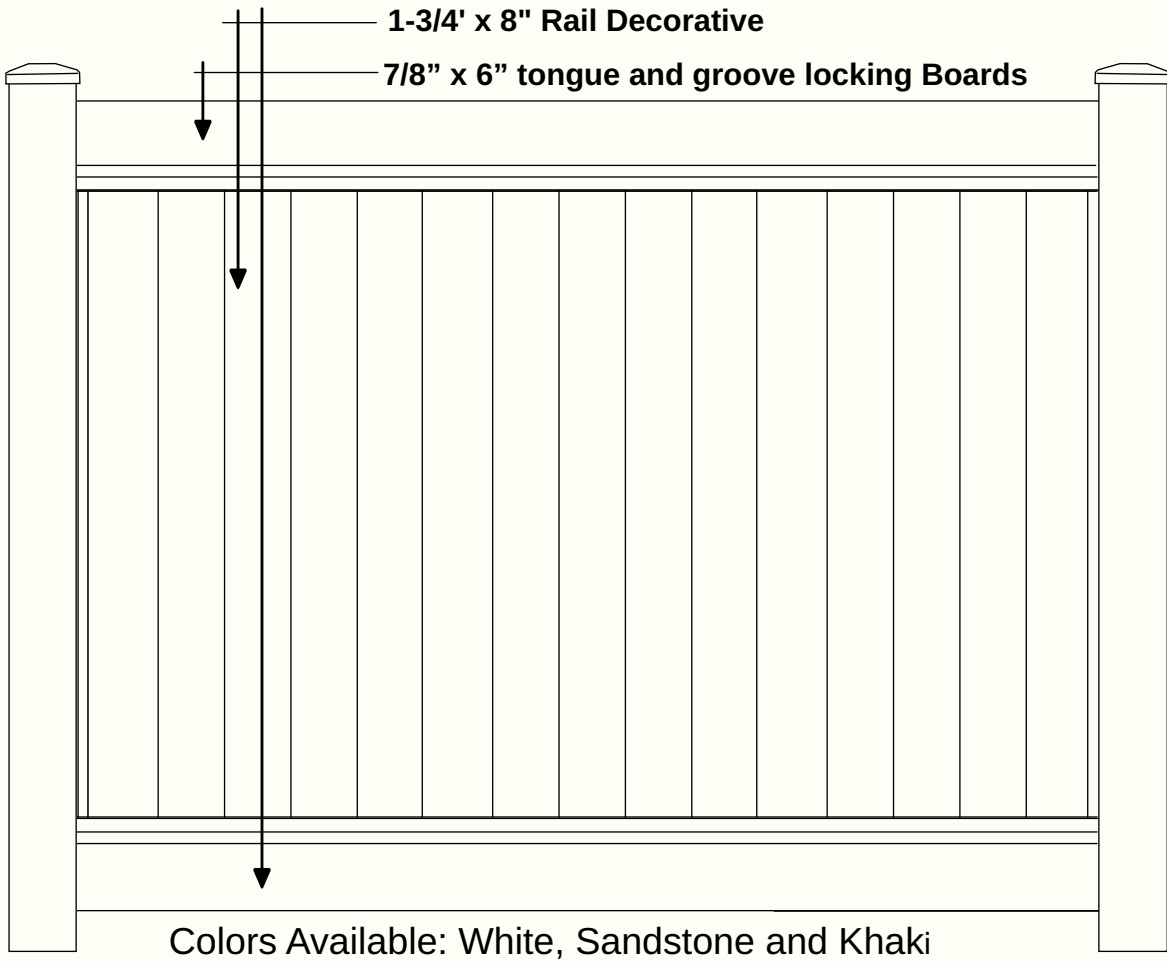 1-3/4' x 8" Rail Decorative
7/8” x 6” tongue and groove locking Boards
Colors Available: White, Sandstone and Khaki